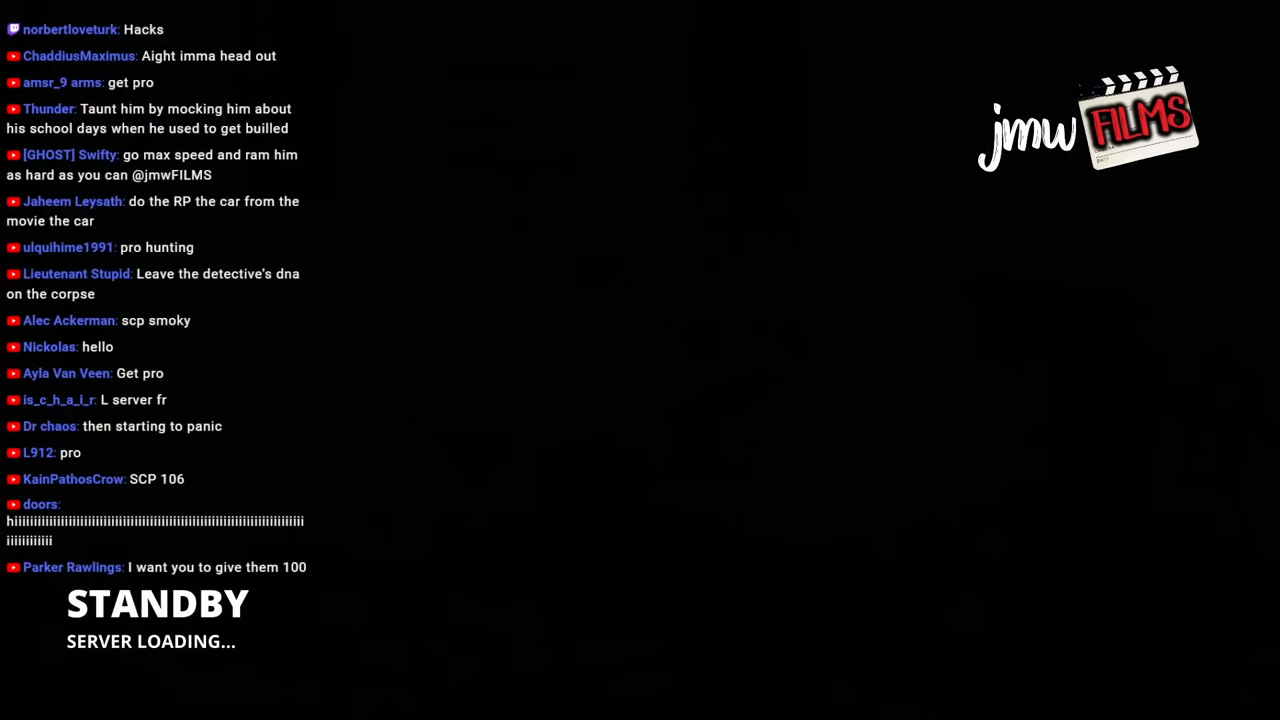 norbertloveturk: Hacks
ChaddiusMaximus: Aight imma head out
amsr_9 arms: get pro
Thunder: Taunt him by mocking him about
his school days when he used to get builled
[GHOST] Swifty: go max speed and ram him
as hard as you can @jmwFILMS
Jaheem Leysath: do the RP the car from the
movie the car
ulquihime1991: pro hunting
Lieutenant Stupid: Leave the detective's dna
on the corpse
Alec Ackerman: scp smoky
Nickolas: hello
Ayla Van Veen: Get pro
is_c_h_a_i_r: L server fr
Dr chaos: then starting to panic
L912: pro
KainPathosCrow: SCP 106
doors:
Parker Rawlings: I want you to give them 100
STANDBY
SERVER LOADING...
jmw FILMS